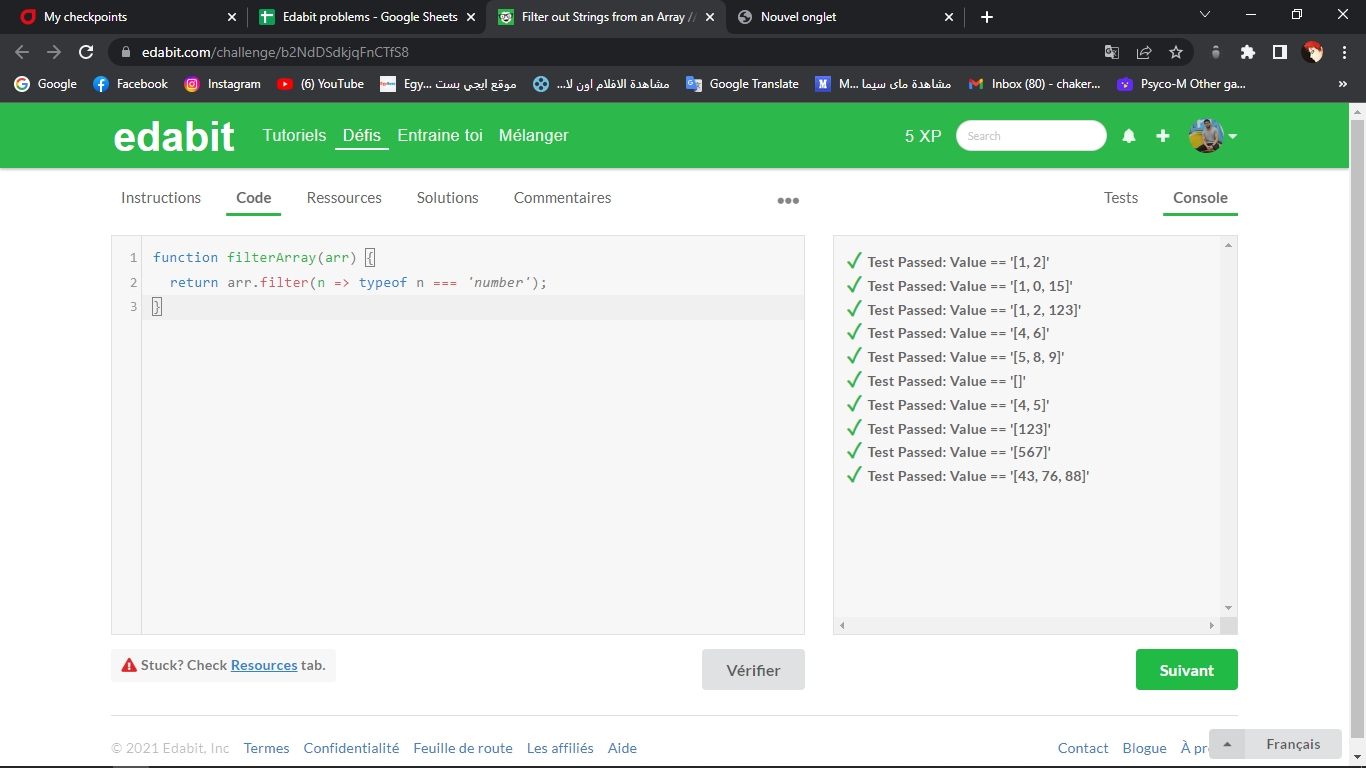 My checkpoints
Edabit problems - Google Sheets
Filter out Strings from an Array //
Nouvel onglet
edabit.com/challenge/b2NdDSdkjqFnCTfS8
Google
Facebook
Instagram
(6) YouTube
Egy... موقع ايجي بست
مشاهدة الافلام اون لا...
Google Translate
M... مشاهدة ماى سيما
Inbox (80) - chaker...
Psyco-M Other ga...
»
edabit
Tutoriels Défis Entraine toi Mélanger
5 XP
Search
Instructions Code Ressources Solutions Commentaires
Tests Console
1 function filterArray(arr) {
2 return arr.filter(n => typeof n === 'number');
3 }
Test Passed: Value == '[1, 2]'
Test Passed: Value == '[1, 0, 15]'
Test Passed: Value == '[1, 2, 123]'
Test Passed: Value == '[4, 6]'
Test Passed: Value == '[5, 8, 9]'
Test Passed: Value == '[]'
Test Passed: Value == '[4, 5]'
Test Passed: Value == '[123]'
Test Passed: Value == '[567]'
Test Passed: Value == '[43, 76, 88]'
Stuck? Check Resources tab.
Vérifier
Suivant
© 2021 Edabit, Inc Termes Confidentialité Feuille de route Les affiliés Aide
Contact Blogue À pr
Français